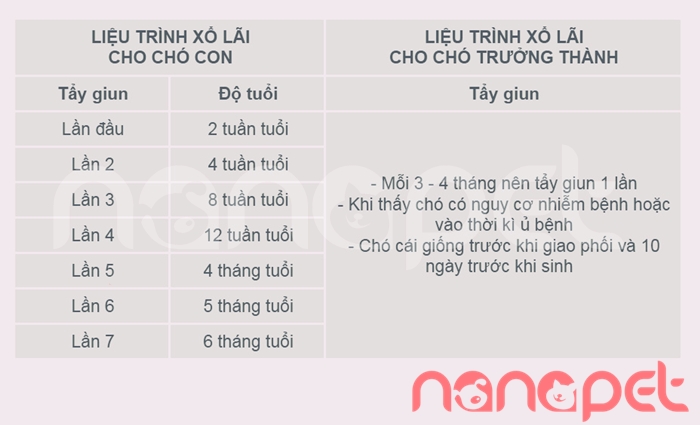 LIỆU TRÌNH XỔ LÃI
CHO CHÓ CON
LIỆU TRÌNH XỔ LÃI
CHO CHÓ TRƯỞNG THÀNH
Tẩy giun
Độ tuổi
Tẩy giun
Lần đầu
2 tuần tuổi
Lần 2
4 tuần tuổi
Lần 3
8 tuần tuổi
Lần 4
12 tuần tuổi
Lần 5
4 tháng tuổi
Lần 6
5 tháng tuổi
Lần 7
6 tháng tuổi
- Mỗi 3 - 4 tháng nên tẩy giun 1 lần
- Khi thấy chó có nguy cơ nhiễm bệnh hoặc
vào thời kì ủ bệnh
- Chó cái giống trước khi giao phối và 10
ngày trước khi sinh
nanapet
nanapet